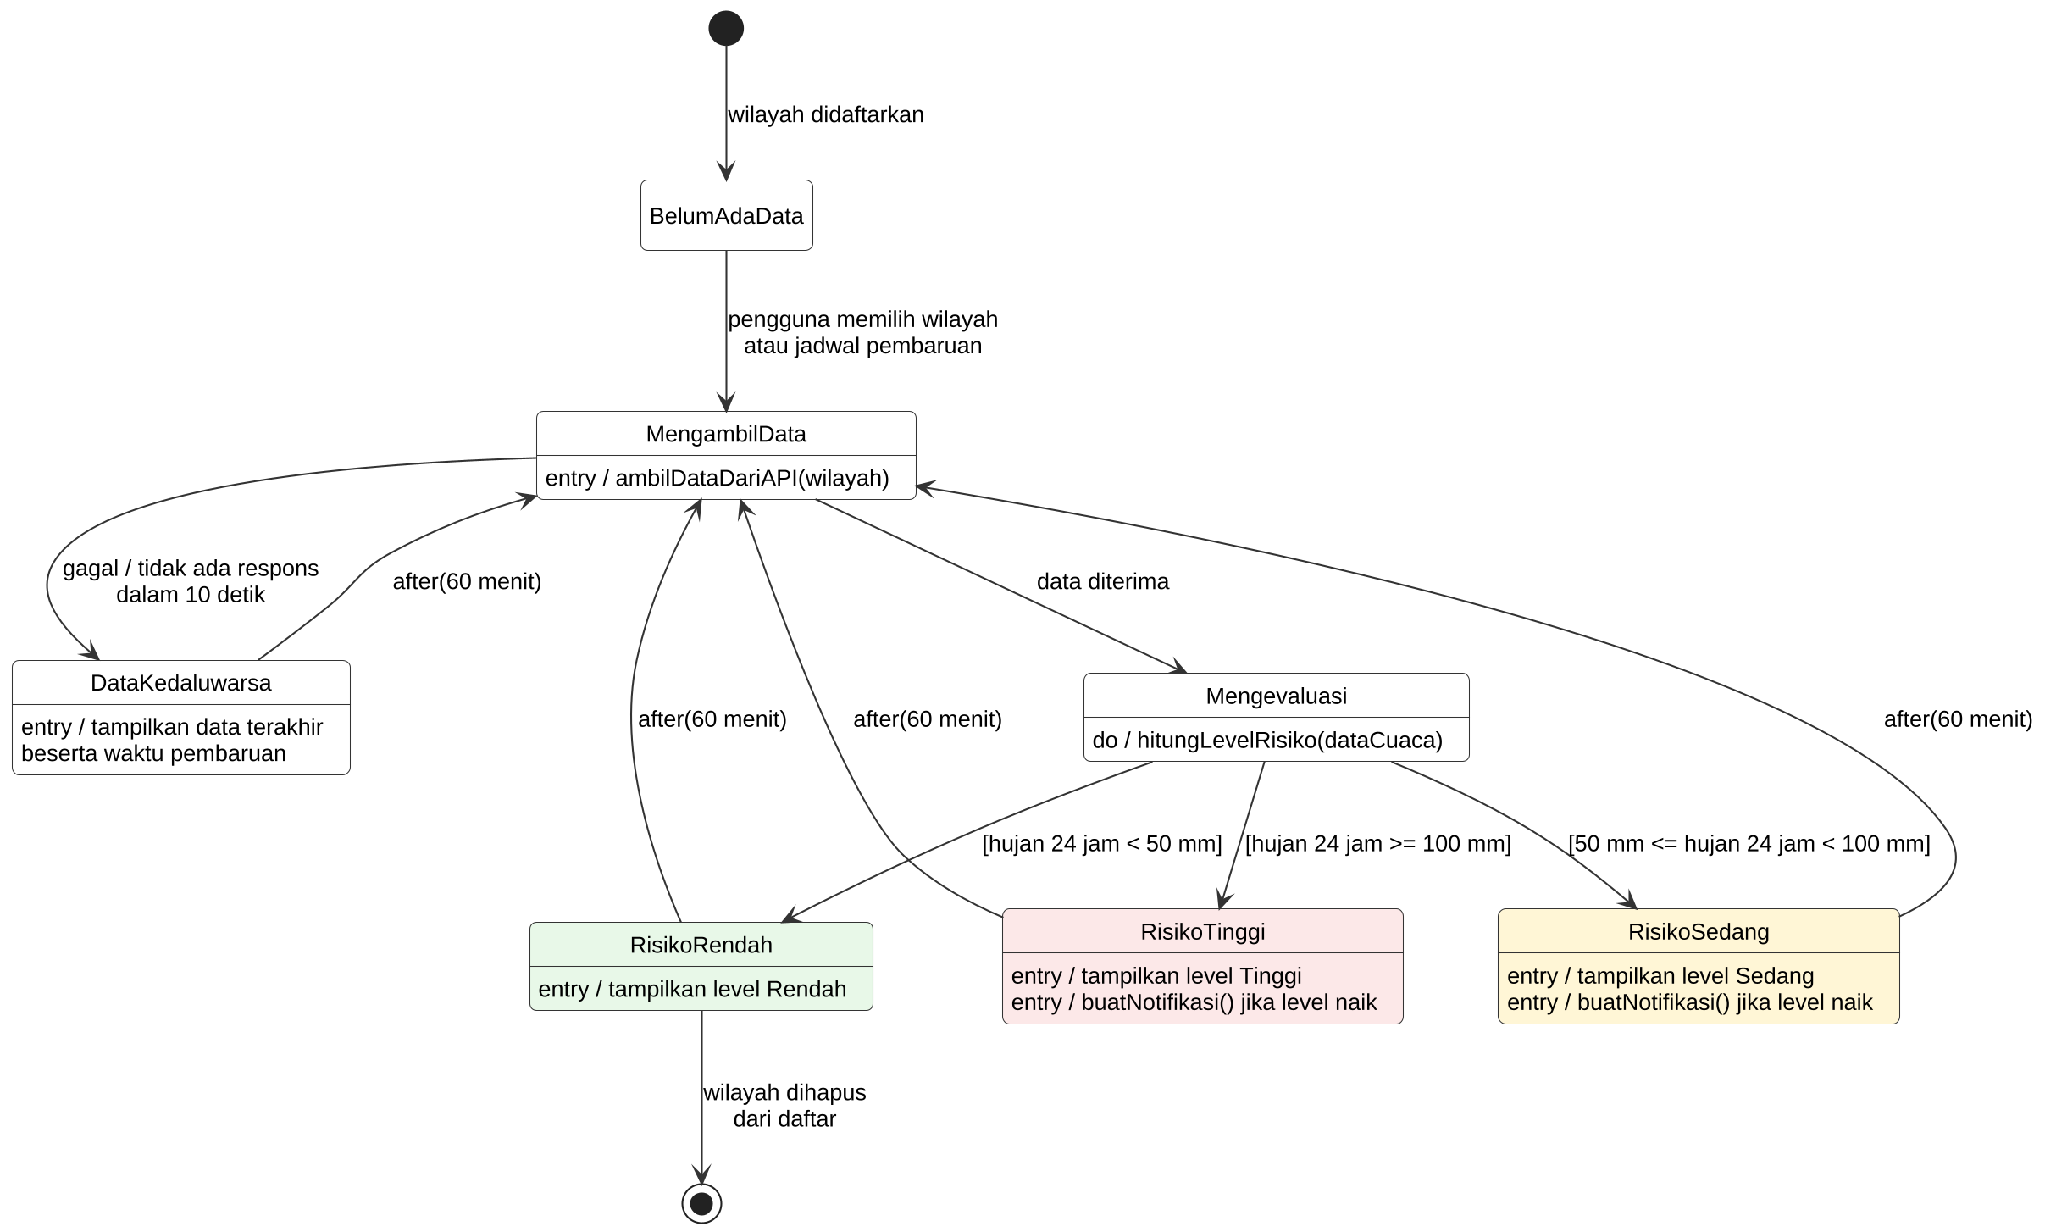 wilayah didaftarkan
BelumAdaData
pengguna memilih wilayah
atau jadwal pembaruan
MengambilData
entry / ambilDataDariAPI(wilayah)
gagal / tidak ada respons
dalam 10 detik
after(60 menit)
data diterima
DataKedaluwarsa
entry / tampilkan data terakhir
beserta waktu pembaruan
after(60 menit)
after(60 menit)
after(60 menit)
Mengevaluasi
do / hitungLevelRisiko(dataCuaca)
[hujan 24 jam < 50 mm]
[hujan 24 jam >= 100 mm]
[50 mm <= hujan 24 jam < 100 mm]
RisikoRendah
entry / tampilkan level Rendah
RisikoTinggi
entry / tampilkan level Tinggi
entry / buatNotifikasi() jika level naik
RisikoSedang
entry / tampilkan level Sedang
entry / buatNotifikasi() jika level naik
wilayah dihapus
dari daftar